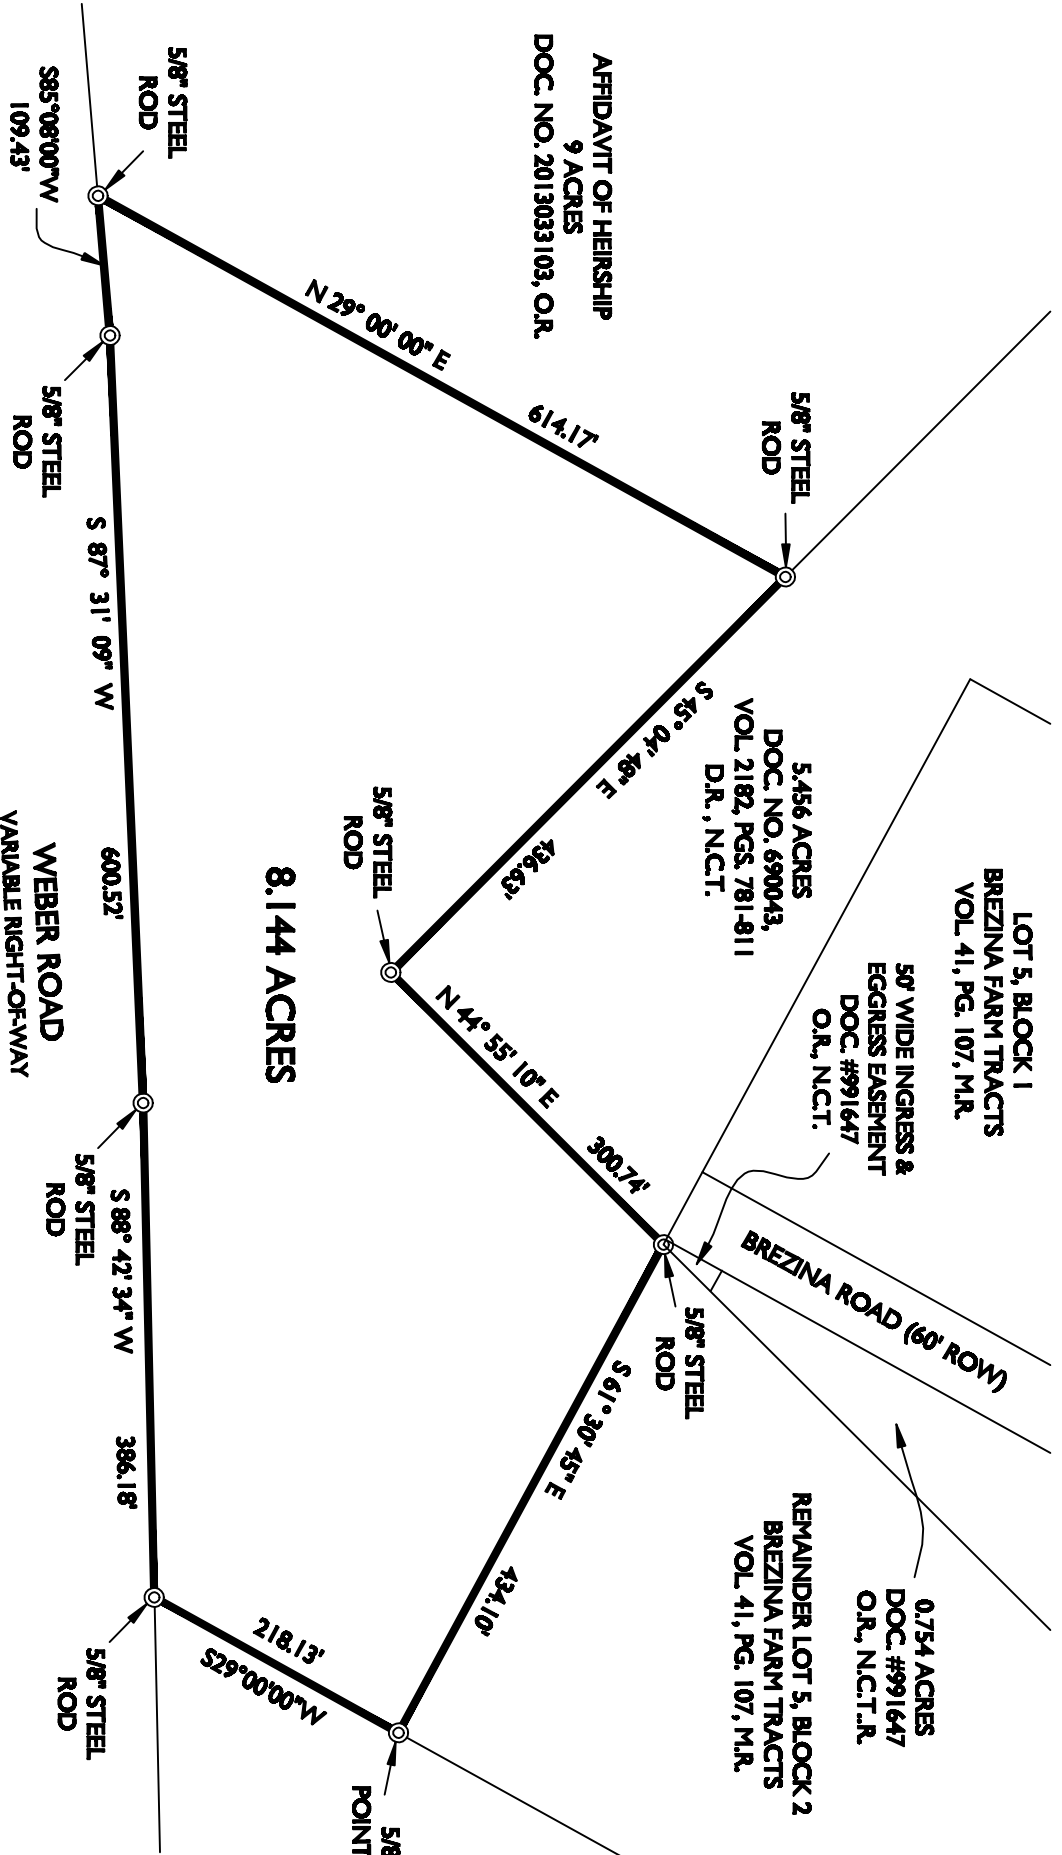 AFFIDAVIT OF HEIRSHIP
9 ACRES
DOC. NO. 2013033103, O.R.
5/8" STEEL
ROD
S85°08'00"W
109.43'
N 29° 00' 00" E
614.17'
5/8" STEEL
ROD
5/8" STEEL
ROD
S 45° 04' 48" E
436.63'
5.456 ACRES
DOC. NO. 690043,
VOL. 2182, PGS. 781-811
D.R. , N.C.T.
LOT 5, BLOCK 1
BREZINA FARM TRACTS
VOL. 41, PG. 107, M.R.
50' WIDE INGRESS &
EGGRESS EASEMENT
DOC. #991647
O.R., N.C.T.
5/8" STEEL
ROD
N 44° 55' 10" E
300.74'
8.144 ACRES
S 87° 31' 09" W
600.52'
WEBER ROAD
VARIABLE RIGHT-OF-WAY
BREZINA ROAD (60' ROW)
5/8" STEEL
ROD
S 61° 30' 45" E
434.10'
0.754 ACRES
DOC. #991647
O.R., N.C.T..R.
REMAINDER LOT 5, BLOCK 2
BREZINA FARM TRACTS
VOL. 41, PG. 107, M.R.
5/8" STEEL
ROD
S 88° 42' 34" W
386.18'
218.13'
S29°00'00"W
5/8" STEEL
ROD
5/8
POINT